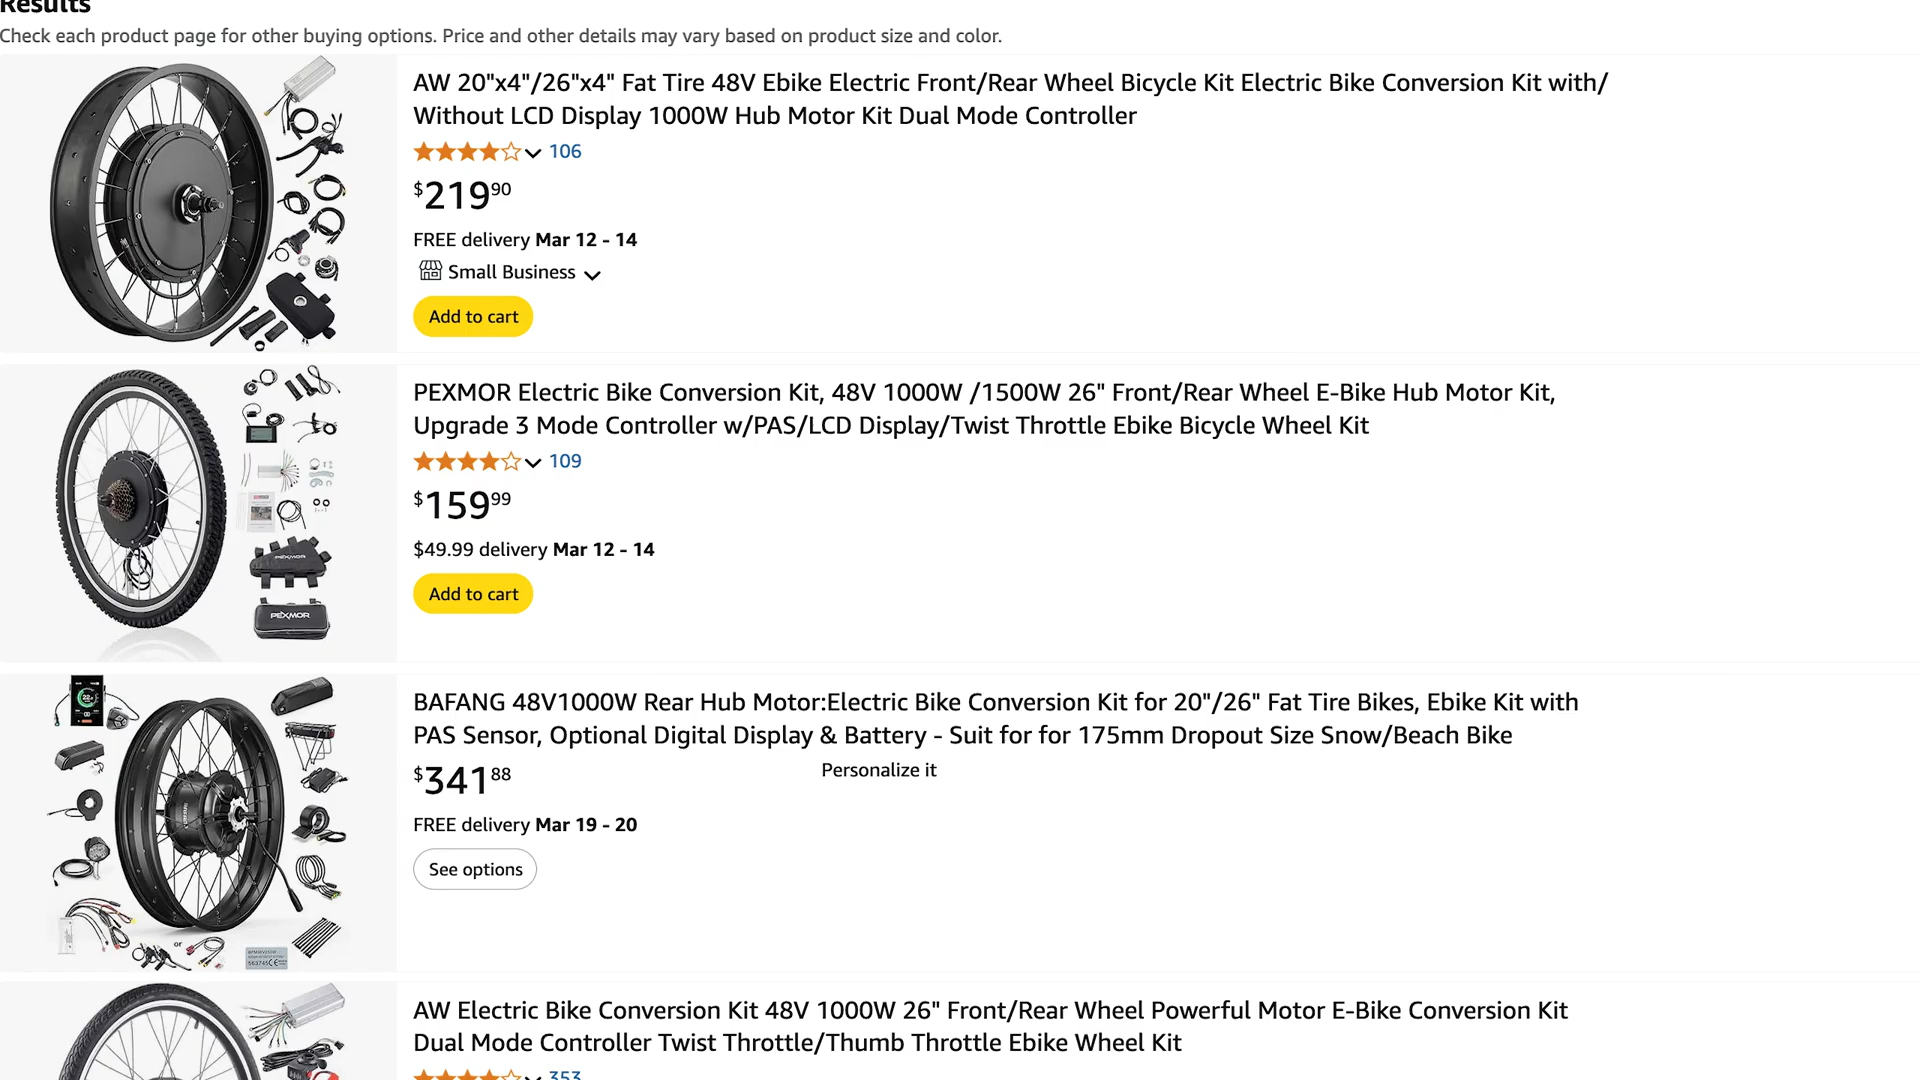 Results
Check each product page for other buying options. Price and other details may vary based on product size and color.
AW 20"x4"/26"x4" Fat Tire 48V Ebike Electric Front/Rear Wheel Bicycle Kit Electric Bike Conversion Kit with/
Without LCD Display 1000W Hub Motor Kit Dual Mode Controller
106
$219.90
FREE delivery Mar 12 - 14
Small Business
Add to cart
PEXMOR Electric Bike Conversion Kit, 48V 1000W /1500W 26" Front/Rear Wheel E-Bike Hub Motor Kit,
Upgrade 3 Mode Controller w/PAS/LCD Display/Twist Throttle Ebike Bicycle Wheel Kit
109
$159.99
$49.99 delivery Mar 12 - 14
Add to cart
PEXMOR
PEXMOR
BAFANG 48V1000W Rear Hub Motor:Electric Bike Conversion Kit for 20"/26" Fat Tire Bikes, Ebike Kit with
PAS Sensor, Optional Digital Display & Battery - Suit for for 175mm Dropout Size Snow/Beach Bike
$341.88
Personalize it
FREE delivery Mar 19 - 20
See options
or
AW Electric Bike Conversion Kit 48V 1000W 26" Front/Rear Wheel Powerful Motor E-Bike Conversion Kit
Dual Mode Controller Twist Throttle/Thumb Throttle Ebike Wheel Kit
353